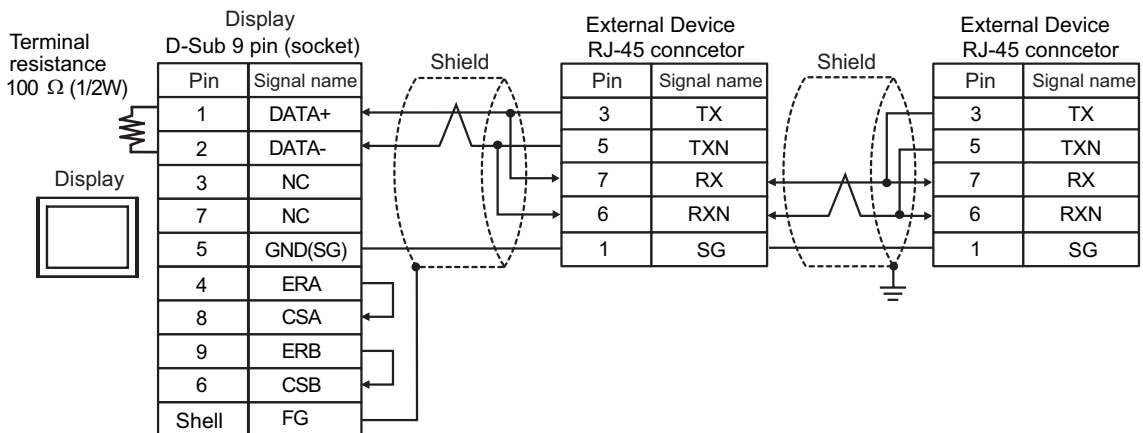 Display
D-Sub 9 pin (socket)
Terminal
resistance
100 Ω (1/2W)
Shield
External Device
RJ-45 conncetor
Shield
External Device
RJ-45 conncetor
Pin Signal name Pin Signal name Pin Signal name
1 DATA+ 3 TX 3 TX
2 DATA- 5 TXN 5 TXN
Display
3 NC 7 RX 7 RX
7 NC 6 RXN 6 RXN
5 GND(SG) 1 SG 1 SG
4 ERA
8 CSA
9 ERB
6 CSB
Shell FG